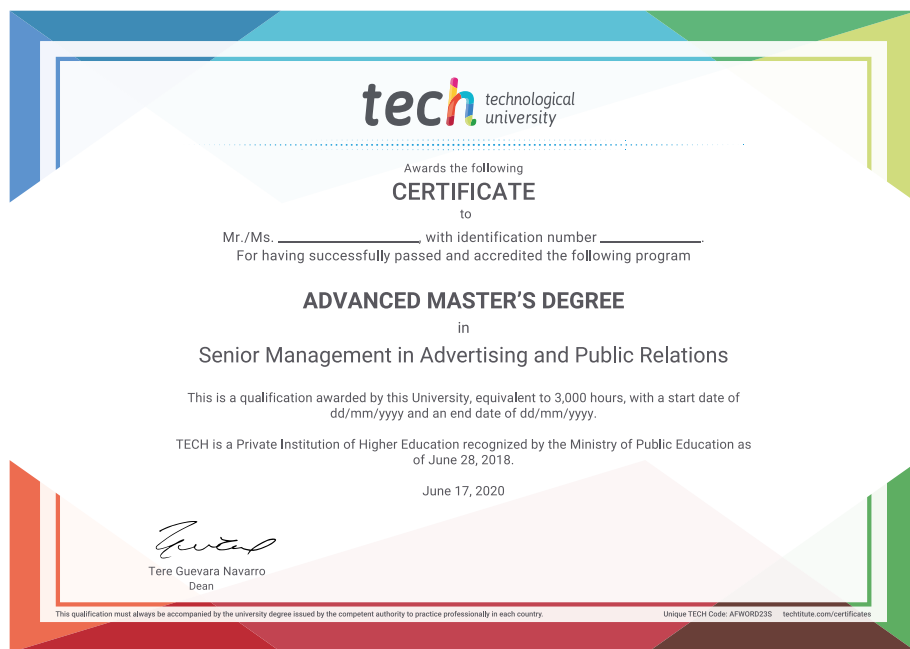 tech technological
university
Awards the following
CERTIFICATE
to
Mr./Ms. ____________________, with identification number ______________.
For having successfully passed and accredited the following program
ADVANCED MASTER’S DEGREE
in
Senior Management in Advertising and Public Relations
This is a qualification awarded by this University, equivalent to 3,000 hours, with a start date of
dd/mm/yyyy and an end date of dd/mm/yyyy.
TECH is a Private Institution of Higher Education recognized by the Ministry of Public Education as
of June 28, 2018.
June 17, 2020
Tere Guevara Navarro
Dean
This qualification must always be accompanied by the university degree issued by the competent authority to practice professionally in each country. Unique TECH Code: AFWORD23S techtitute.com/certificates